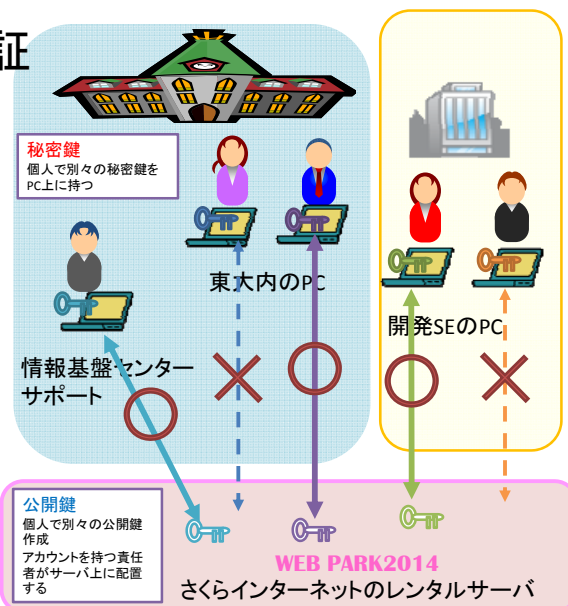 証
秘密鍵
個人で別々の秘密鍵を
PC上に持つ
東大内のPC
開発SEのPC
情報基盤センター
サポート
公開鍵
個人で別々の公開鍵
作成
アカウントを持つ責任
者がサーバ上に配置
する
WEB PARK2014
さくらインターネットのレンタルサーバ